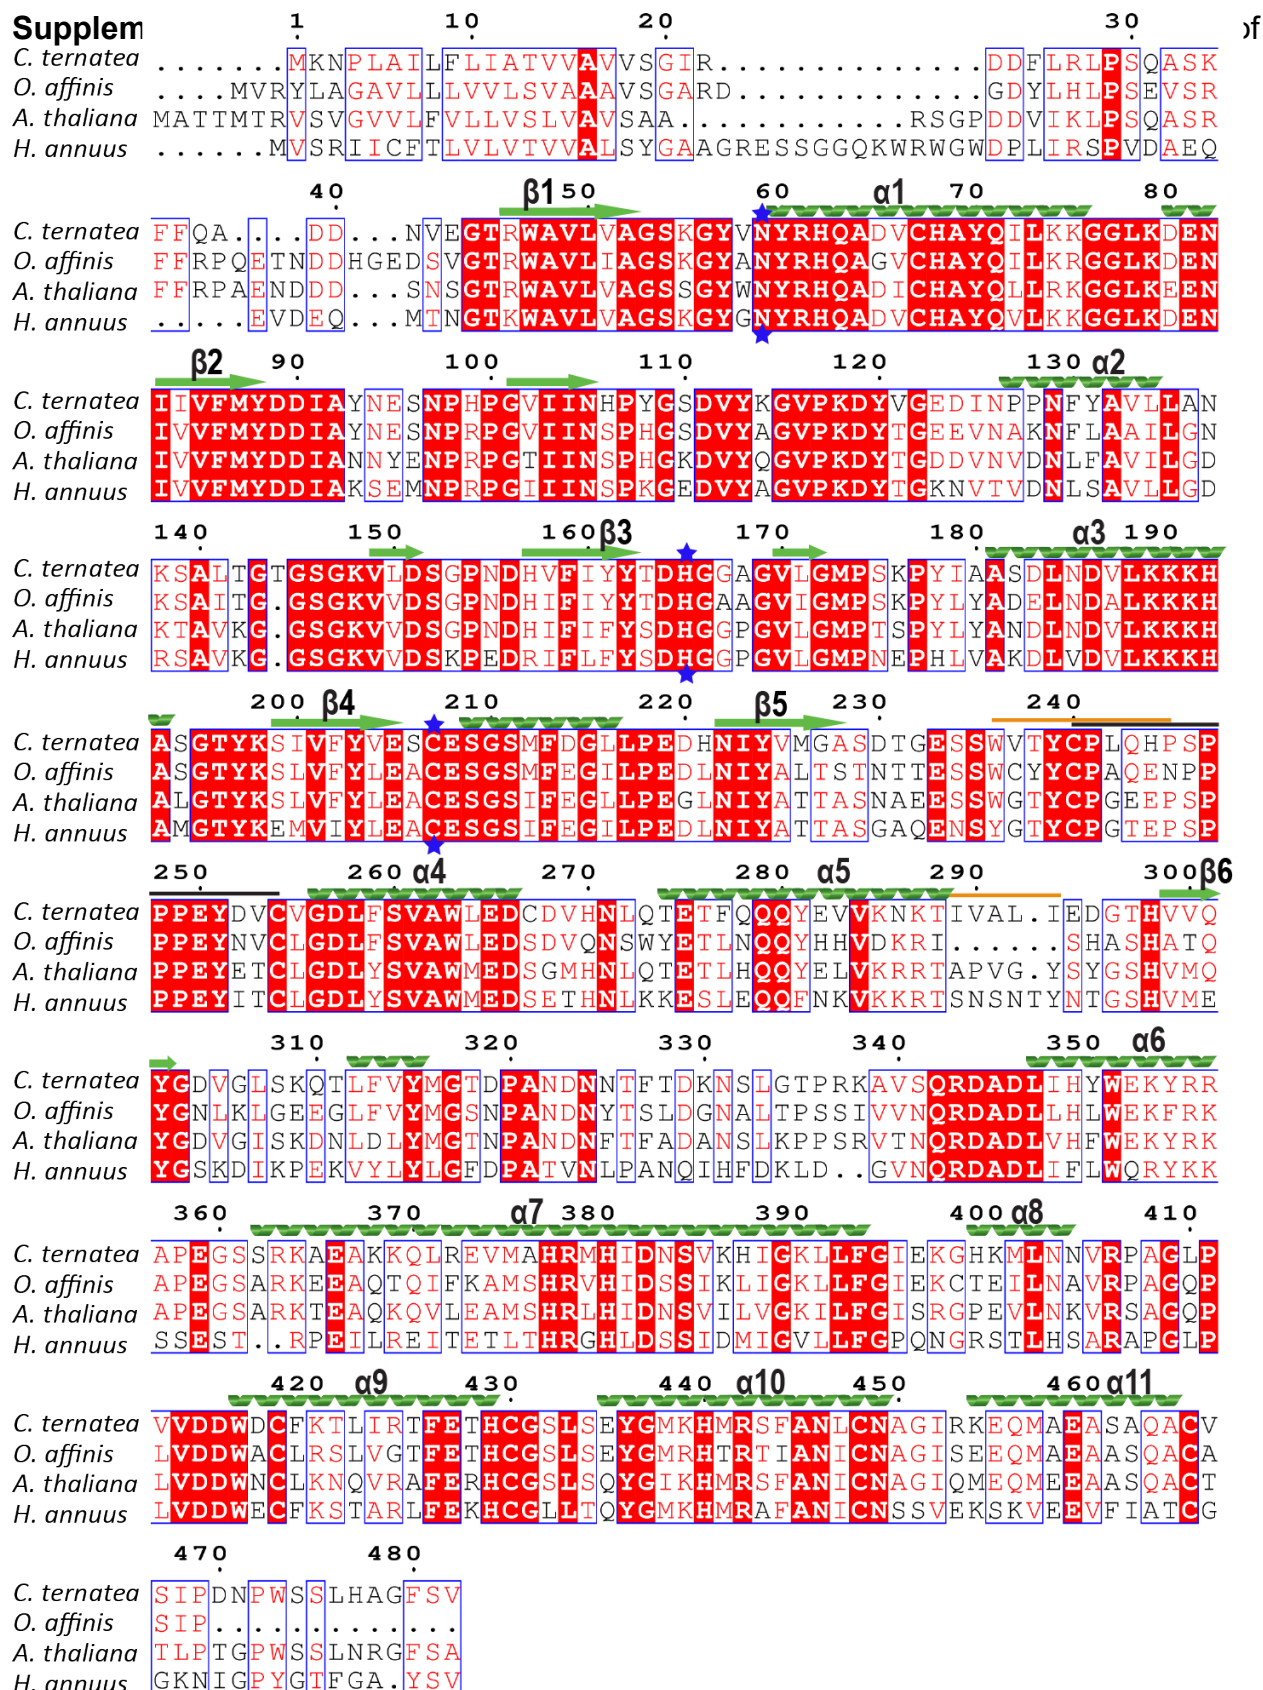 Supplem of
1 10 20 30
C. ternatea .......MKNPLAILFLIATVVAVVSGIR..............DDFLRLPSQASK
O. affinis ....MVRYLAGAVLLLVVLSVAAAVSGARD.............GDYLHLPSEVSR
A. thaliana MATTMTRVSVGVVLFVLLVSLVAVSAA............RSGPDDVIKLPSQASR
H. annuus ......MVSRIICFTLVLVTVVALSYGAAGRESSGGQKWRWGWDPLIRSPVDAEQ
40 β1 50 60 α1 70 80
C. ternatea FFQA....DD...NVEGTRWAVLVAGSKGYVNYRHQADVCHAYQILKKGGLKDEN
O. affinis FFRPQETNDDHGEDSVGTRWAVLIAGSKGYANYRHQAGVCHAYQILKRGGLKDEN
A. thaliana FFRPAENDDD...SNSGTRWAVLVAGSSGYWNYRHQADICHAYQLLRKGGLKEEN
H. annuus .....EVDEQ...MTNGTKWAVLVAGSKGYGNYRHQADVCHAYQVLKKGGLKDEN
β2 90 100 110 120 130 α2
C. ternatea IIVFMYDDIAYNESNPHPGVIINHPYGSDVYKGVPKDYVGEDINPPNFYAVLLAN
O. affinis IVVFMYDDIAYNESNPRPGVIINSPHGSDVYAGVPKDYTGEEVNAKNFLAAILGN
A. thaliana IVVFMYDDIANNYENPRPGTIINSPHGKDVYQGVPKDYTGDDVNVDNLFAVILGD
H. annuus IVVFMYDDIAKSEMNPRPGIIINSPKGEDVYAGVPKDYTGKNVTVDNLSAVLLGD
140 150 160 β3 170 180 α3 190
C. ternatea KSALTGTGSGKVLDSGPNDHVFIYYTDHGGAGVLGMPSKPYIAASDLNDVLKKKH
O. affinis KSAITG.GSGKVVDSGPNDHIFIYYTDHGAAGVIGMPSKPYLYADELNDALKKKH
A. thaliana KTAVKG.GSGKVVDSGPNDHIFIFYSDHGGPGVLGMPTSPYLYANDLNDVLKKKH
H. annuus RSAVKG.GSGKVVDSKPEDRIFLFYSDHGGPGVLGMPNEPHLVAKDLVDVLKKKH
200 β4 210 220 β5 230 240
C. ternatea ASGTYKSIVFYVESCESGSMFDGLLPEDHNIYVMGASDTGESSWVTYCPLQHPSP
O. affinis ASGTYKSLVFYLEACESGSMFEGILPEDLNIYALTSTNTTESSWCYYCPAQENPP
A. thaliana ALGTYKSLVFYLEACESGSIFEGLLPEGLNIYATTASNAEESSWGTYCPGEEPSP
H. annuus AMGTYKEMVIYLEACESGSIFEGILPEDLNIYATTASGAQENSYGTYCPGTEPSP
250 260 α4 270 280 α5 290 300 β6
C. ternatea PPEYDVCVGDLFSVAWLEDCDVHNLQTETFQQQYEVVKNKTIVAL.IEDGTHVVQ
O. affinis PPEYNVCLGDLFSVAWLEDSDVQNSWYETLNQQYHHVDKRI......SHASHATQ
A. thaliana PPEYETCLGDLYSVAWMEDSGMHNLQTETLHQQYELVKRRTAPVG.YSYGSHVMQ
H. annuus PPEYITCLGDLYSVAWMEDSETHNLKKESLEQQFNKVKKRTSNSNTYNTGSHVME
310 320 330 340 350 α6
C. ternatea YGDVGLSKQTLFVYMGTDPANDNNTFTDKNSLGTPRKAVSQRDADLIHYWEKYRR
O. affinis YGNLKLGEEGLFVYMGSNPANDNYTSLDGNALTPSSIVVNQRDADLLHLWEKFRK
A. thaliana YGDVGISKDNLDLYMGTNPANDNFTFADANSLKPPSRVTNQRDADLVHFWEKYRK
H. annuus YGSKDIKPEKVYLYLGFDPATVNLPANQIHFDKLD..GVNQRDADLIFLWQRYKK
360 370 α7 380 390 400 α8 410
C. ternatea APEGSSRKAEAKKQLREVMAHRMHIDNSVKHIGKLLFGIEKGHKMLNNVRPAGLP
O. affinis APEGSARKEEAQTQIFKAMSHRVHIDSSIKLIGKLLFGIEKCTEILNAVRPAGQP
A. thaliana APEGSARKTEAQKQVLEAMSHRLHIDNSVILVGKILFGISRGPEVLNKVRSAGQP
H. annuus SSEST..RPEILREITETLTHRGHLDSSIDMIGVLLFGPQNGRSTLHSARAPGLP
420 α9 430 440 α10 450 460 α11
C. ternatea VVDDWDCFKTLIRTFETHCGSLSEYGMKHMRSFANLCNAGIRKEQMAEASAQACV
O. affinis LVDDWACLRSLVGTFETHCGSLSEYGMRHTRTIANICNAGISEEQMAEAASQACA
A. thaliana LVDDWNCLKNQVRAFERHCGSLSQYGIKHMRSFANICNAGIQMEQMEEAASQACT
H. annuus LVDDWECFKSTARLFEKHCGLLTQYGMKHMRAFANICNSSVEKSKVEEVFIATCG
470 480
C. ternatea SIPDNPWSSLHAGFSV
O. affinis SIP.............
A. thaliana TLPTGPWSSLNRGFSA
H. annuus GKNIGPYGTFGA.YSV